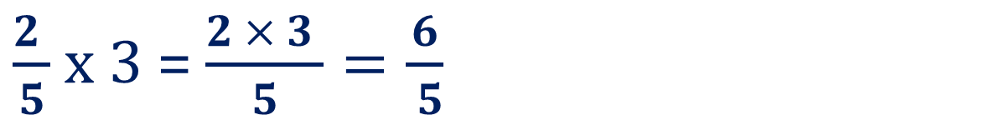 2/5 x 3 = 2 × 3/5 = 6/5